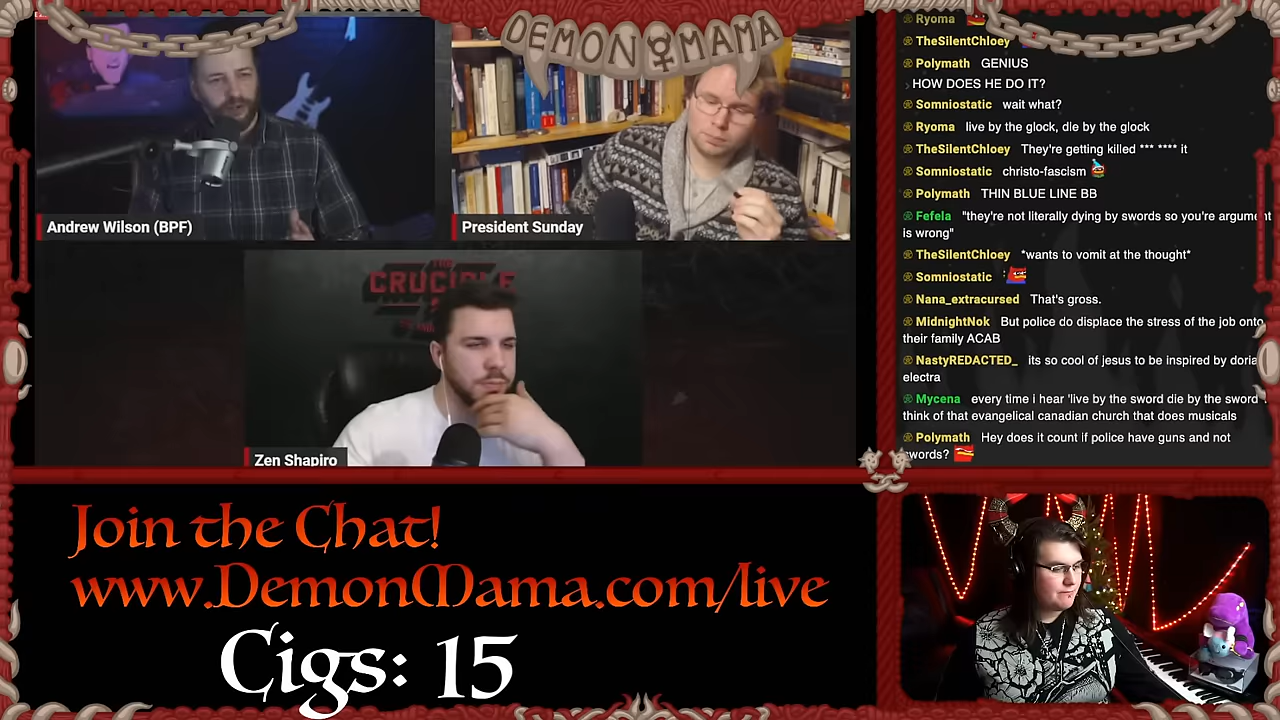 DEMON MAMA
THE
CRUCIBLE
Andrew Wilson (BPF)
President Sunday
Zen Shapiro
Ryoma
TheSilentChloey
Polymath GENIUS
HOW DOES HE DO IT?
Somniostatic wait what?
Ryoma live by the glock, die by the glock
TheSilentChloey They're getting killed *** **** it
Somniostatic christo-fascism
Polymath THIN BLUE LINE BB
Fefela "they're not literally dying by swords so you're argument
is wrong"
TheSilentChloey *wants to vomit at the thought*
Somniostatic
Nana_extracursed That's gross.
MidnightNok But police do displace the stress of the job onto
their family ACAB
NastyREDACTED_ its so cool of jesus to be inspired by doria
electra
Mycena every time i hear 'live by the sword die by the sword'
think of that evangelical canadian church that does musicals
Polymath Hey does it count if police have guns and not
swords?
Join the Chat!
www.DemonMama.com/live
Cigs: 15